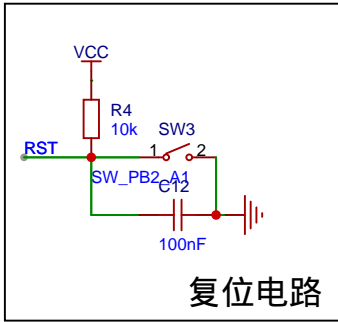 VCC
R4
10k
SW3
RST
1
2
SW_PB2_A1
C12
100nF
复位电路